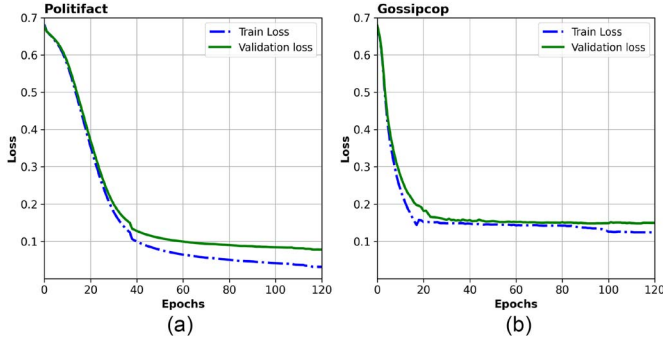 Politifact
0.7
0.6
0.5
0.4
0.3
0.2
0.1
Loss
0 20 40 60 80 100 120
Epochs
Train Loss
Validation loss
(a)
Gossipcop
0.7
0.6
0.5
0.4
0.3
0.2
0.1
Loss
0 20 40 60 80 100 120
Epochs
Train Loss
Validation loss
(b)